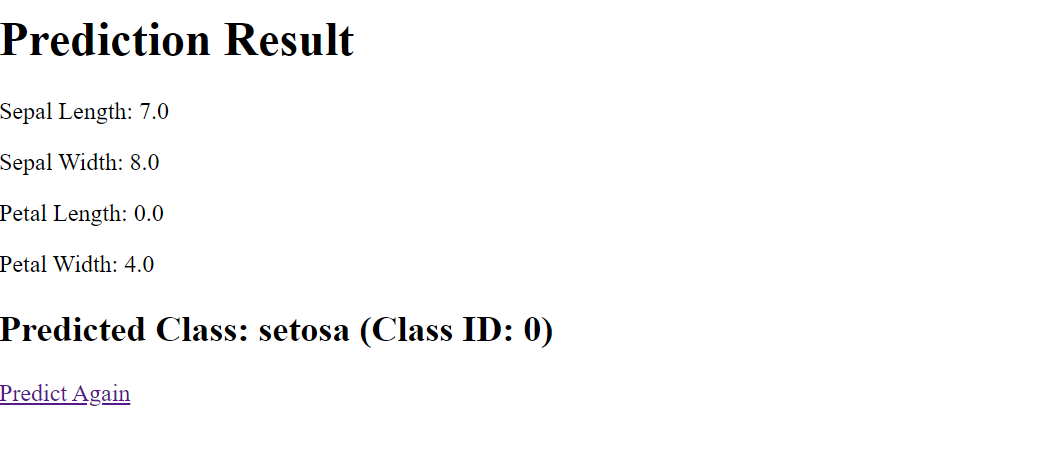 Prediction Result
Sepal Length: 7.0
Sepal Width: 8.0
Petal Length: 0.0
Petal Width: 4.0
Predicted Class: setosa (Class ID: 0)
Predict Again